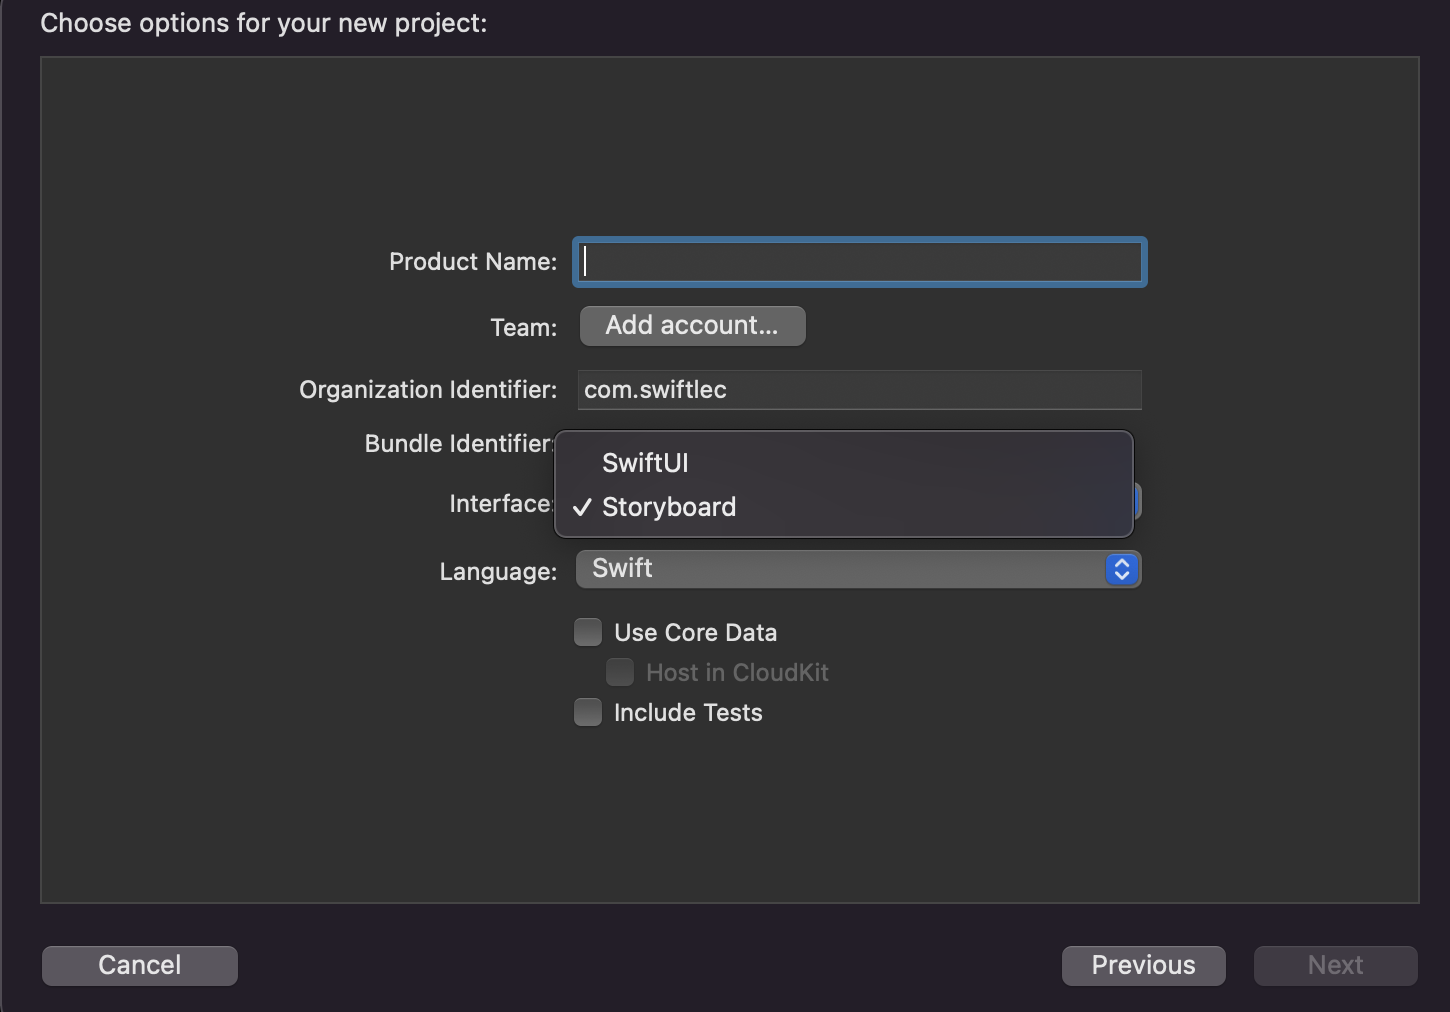 Choose options for your new project:
Product Name:
Team: Add account...
Organization Identifier: com.swiftlec
Bundle Identifier:
SwiftUI
Interface: ✓ Storyboard
Language: Swift
Use Core Data
Host in CloudKit
Include Tests
Cancel Previous Next